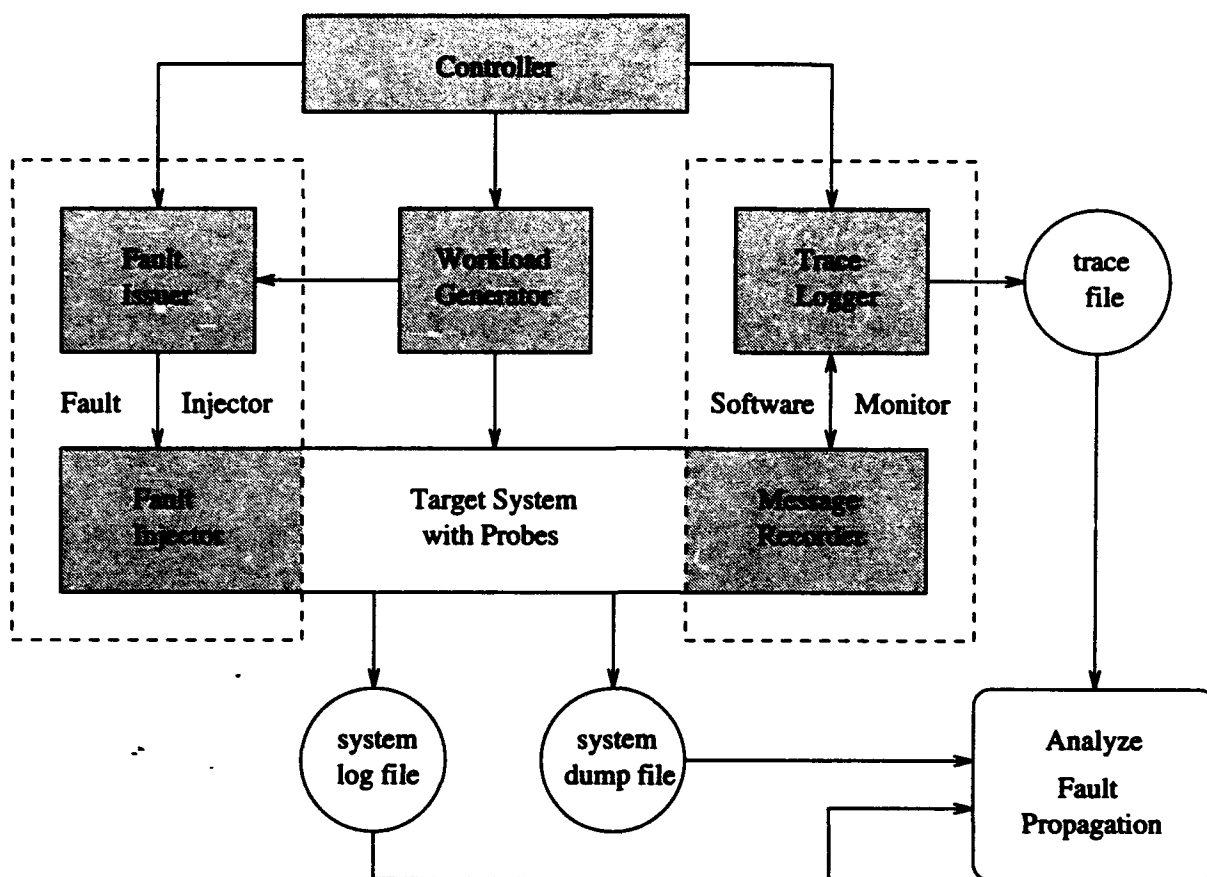 Controller
Fault
Issuer
Workload
Generator
Trace
Logger
trace
file
Fault Injector
Software Monitor
Fault
Injector
Target System
with Probes
Message
Recorder
system
log file
system
dump file
Analyze
Fault
Propagation